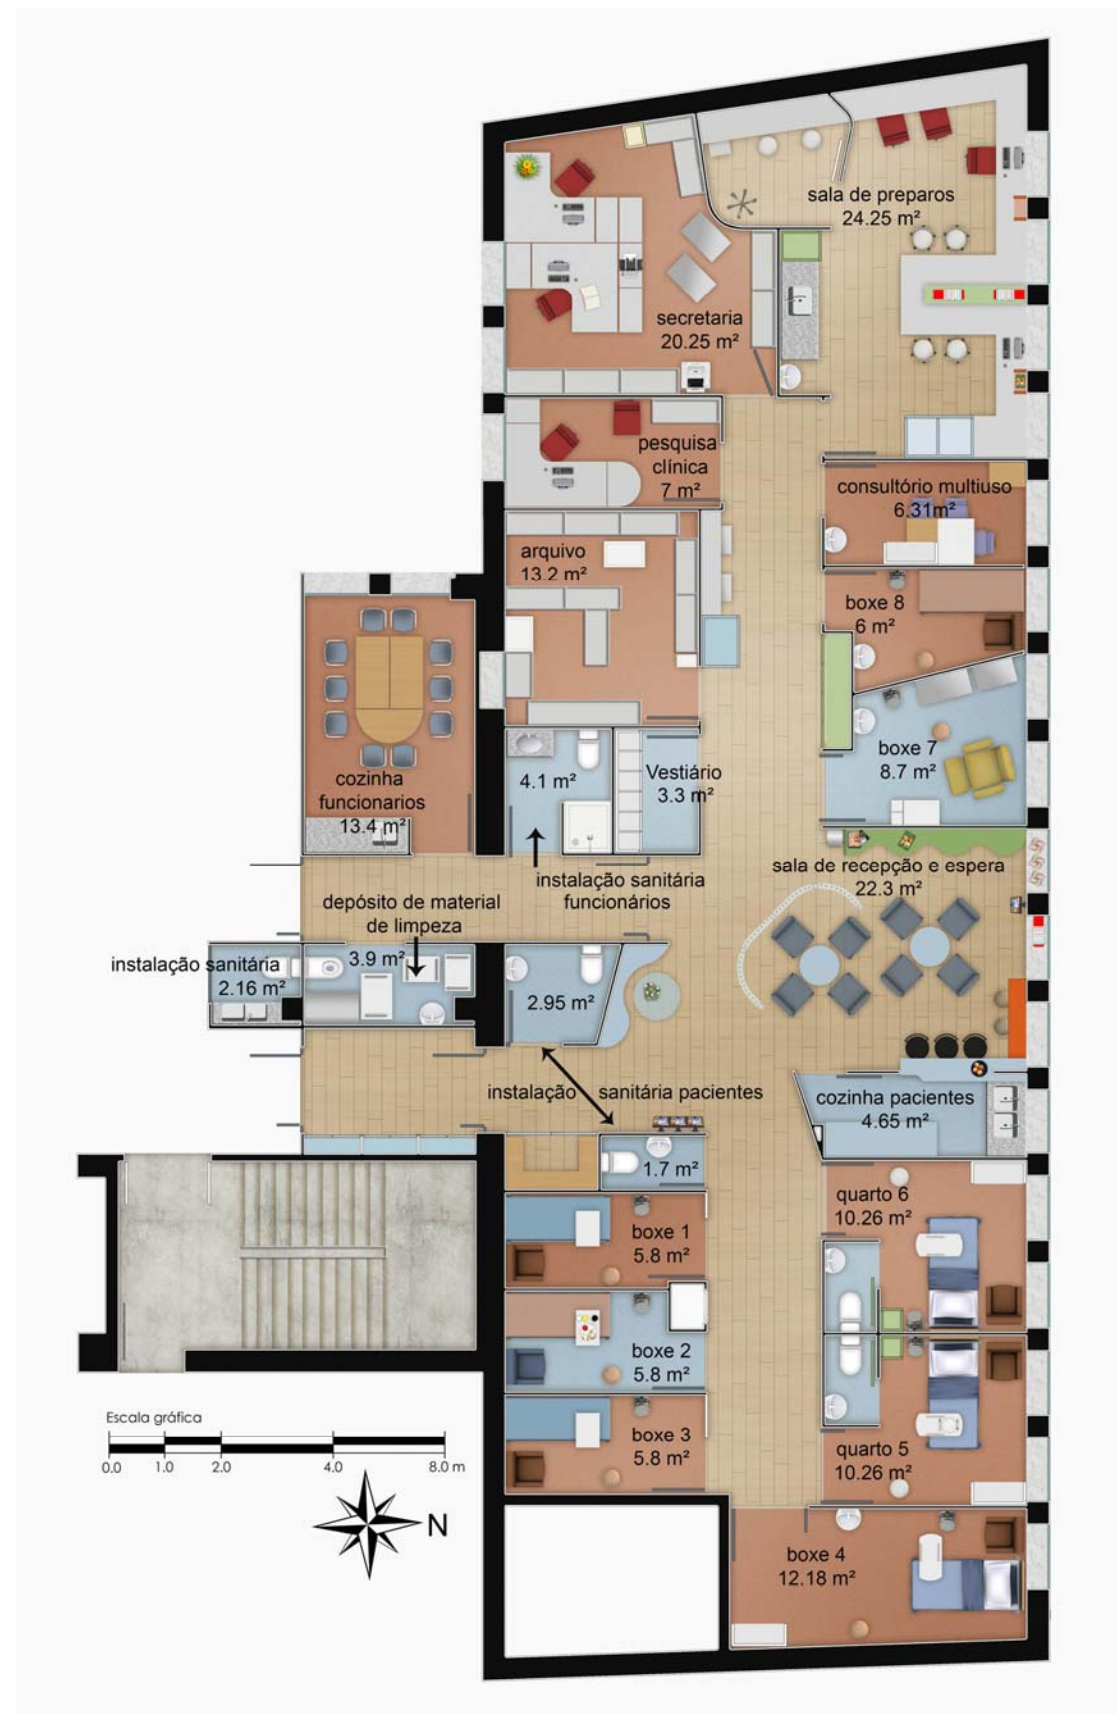 sala de preparos
24.25 m²
secretaria
20.25 m²
pesquisa
clínica
7 m²
consultório multiuso
6.31m²
arquivo
13.2 m²
boxe 8
6 m²
boxe 7
8.7 m²
cozinha
funcionarios
13.4 m²
4.1 m²
Vestiário
3.3 m²
instalação sanitária
funcionários
sala de recepção e espera
22.3 m²
depósito de material
de limpeza
3.9 m²
instalação sanitária
2.16 m²
2.95 m²
instalação sanitária pacientes
cozinha pacientes
4.65 m²
1.7 m²
quarto 6
10.26 m²
boxe 1
5.8 m²
boxe 2
5.8 m²
boxe 3
5.8 m²
quarto 5
10.26 m²
boxe 4
12.18 m²
Escala gráfica
0.0 1.0 2.0 4.0 8.0 m
N